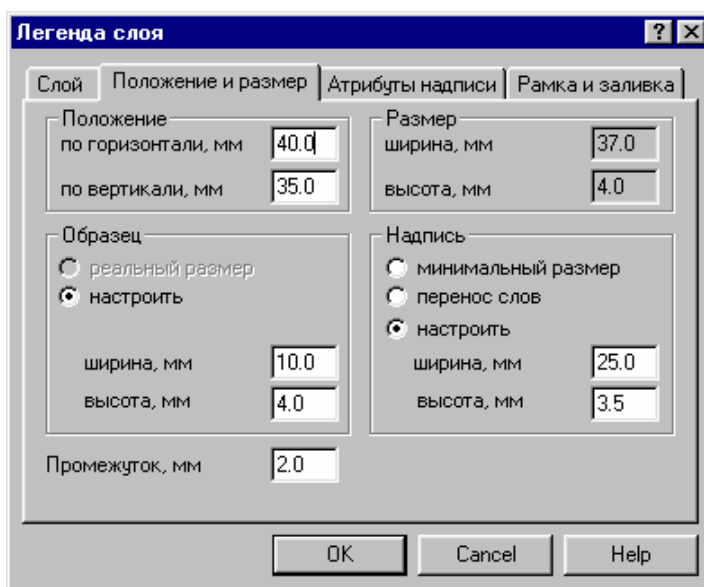 Легенда слоя
Слой Положение и размер Атрибуты надписи Рамка и заливка
Положение
по горизонтали, мм 40.0
по вертикали, мм 35.0
Размер
ширина, мм 37.0
высота, мм 4.0
Образец
реальный размер
настроить
ширина, мм 10.0
высота, мм 4.0
Надпись
минимальный размер
перенос слов
настроить
ширина, мм 25.0
высота, мм 3.5
Промежуток, мм 2.0
OK Cancel Help